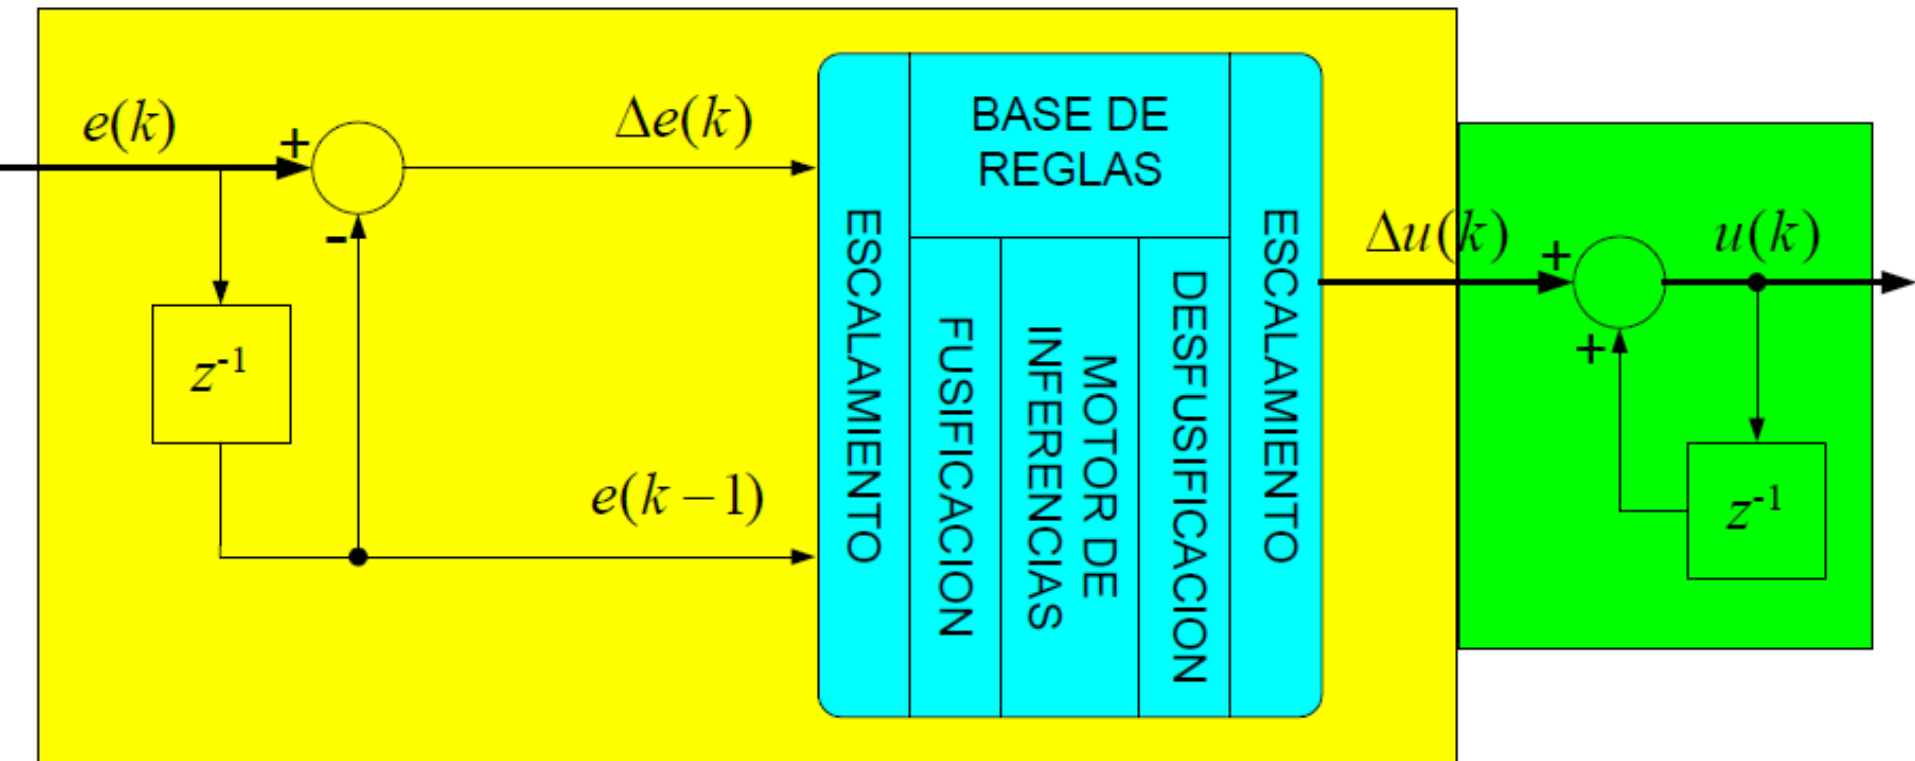 e(k)
+
-
Δe(k)
z⁻¹
e(k−1)
ESCALAMIENTO
BASE DE
REGLAS
FUSIFICACION
MOTOR DE
INFERENCIAS
DESFUSIFICACION
ESCALAMIENTO
Δu(k)
+
+
u(k)
z⁻¹